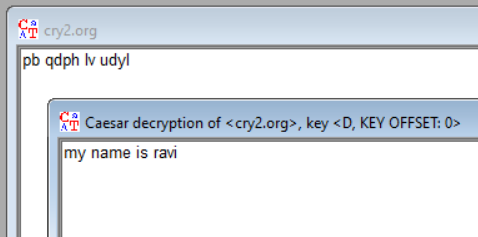 cry2.org
pb qdph lv udyl
Caesar decryption of <cry2.org>, key <D, KEY OFFSET: 0>
my name is ravi